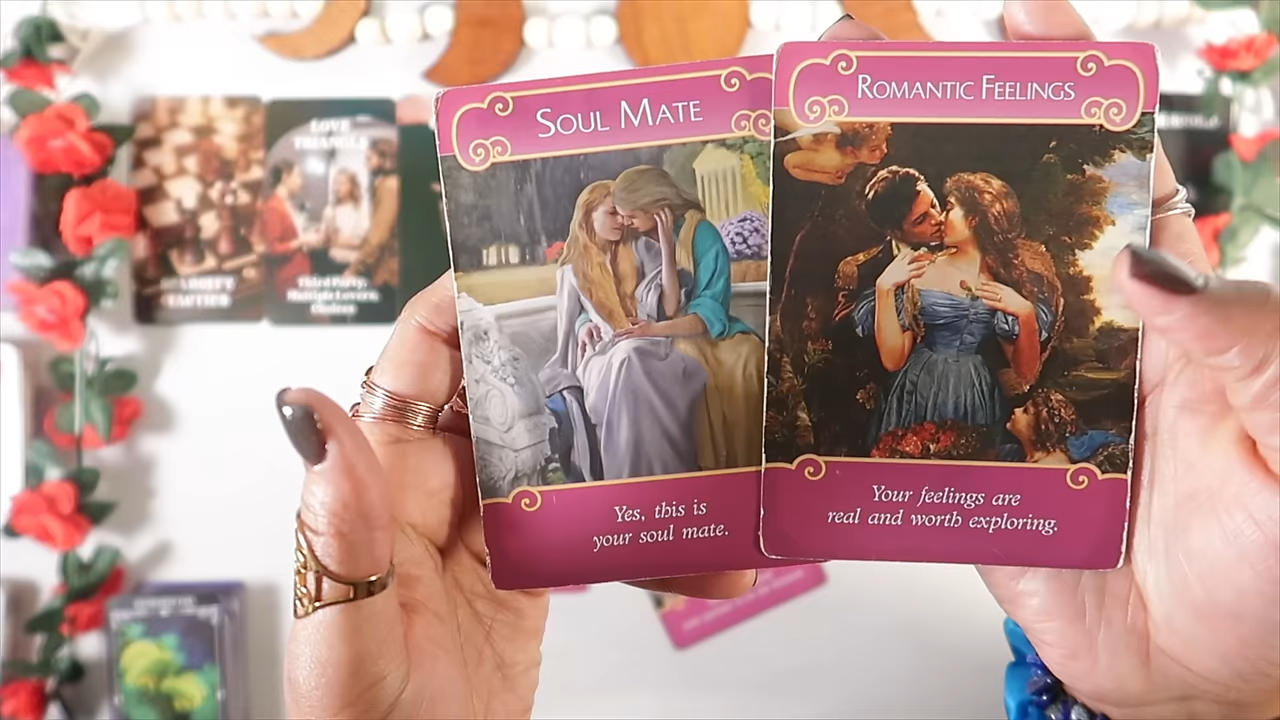 SOUL MATE
Yes, this is
your soul mate.
ROMANTIC FEELINGS
Your feelings are
real and worth exploring.
LOVE
TRIANGLE
Third Party,
Multiple Lovers,
Choices